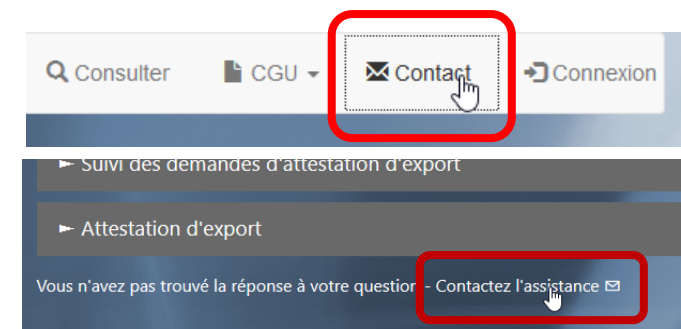 Consulter CGU Contact Connexion
Suivi des demandes d'attestation d'export
Attestation d'export
Vous n'avez pas trouvé la réponse à votre question - Contactez l'assistance